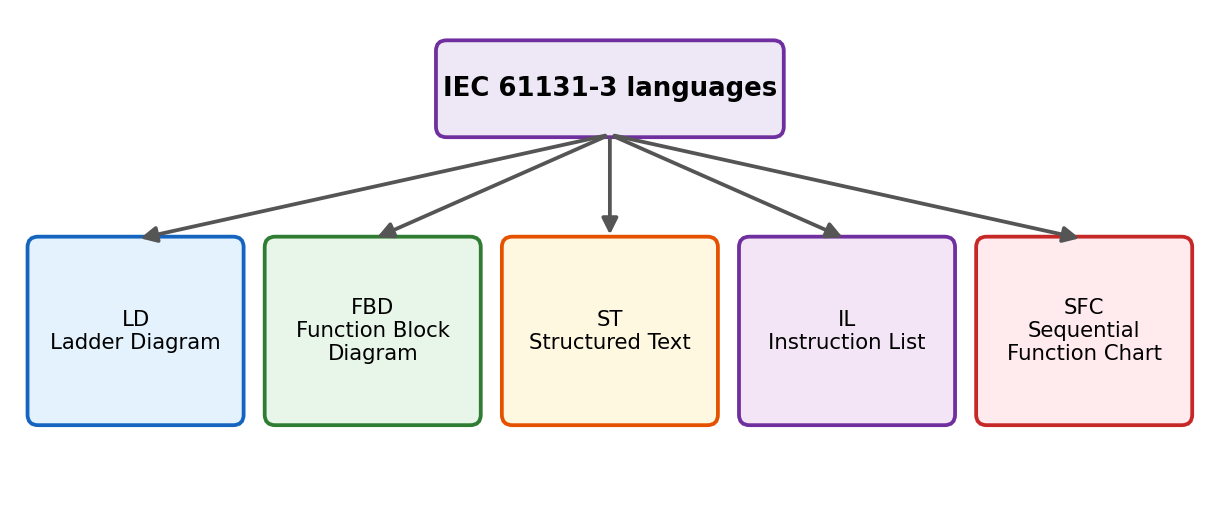 IEC 61131-3 languages
LD
Ladder Diagram
FBD
Function Block
Diagram
ST
Structured Text
IL
Instruction List
SFC
Sequential
Function Chart